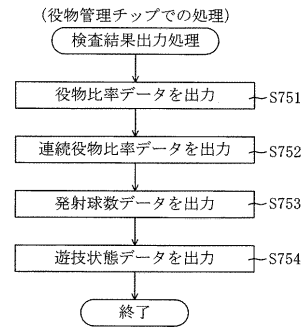 (役物管理チップでの処理)
検査結果出力処理
役物比率データを出力
S751
連続役物比率データを出力
S752
発射球数データを出力
S753
遊技状態データを出力
S754
終了